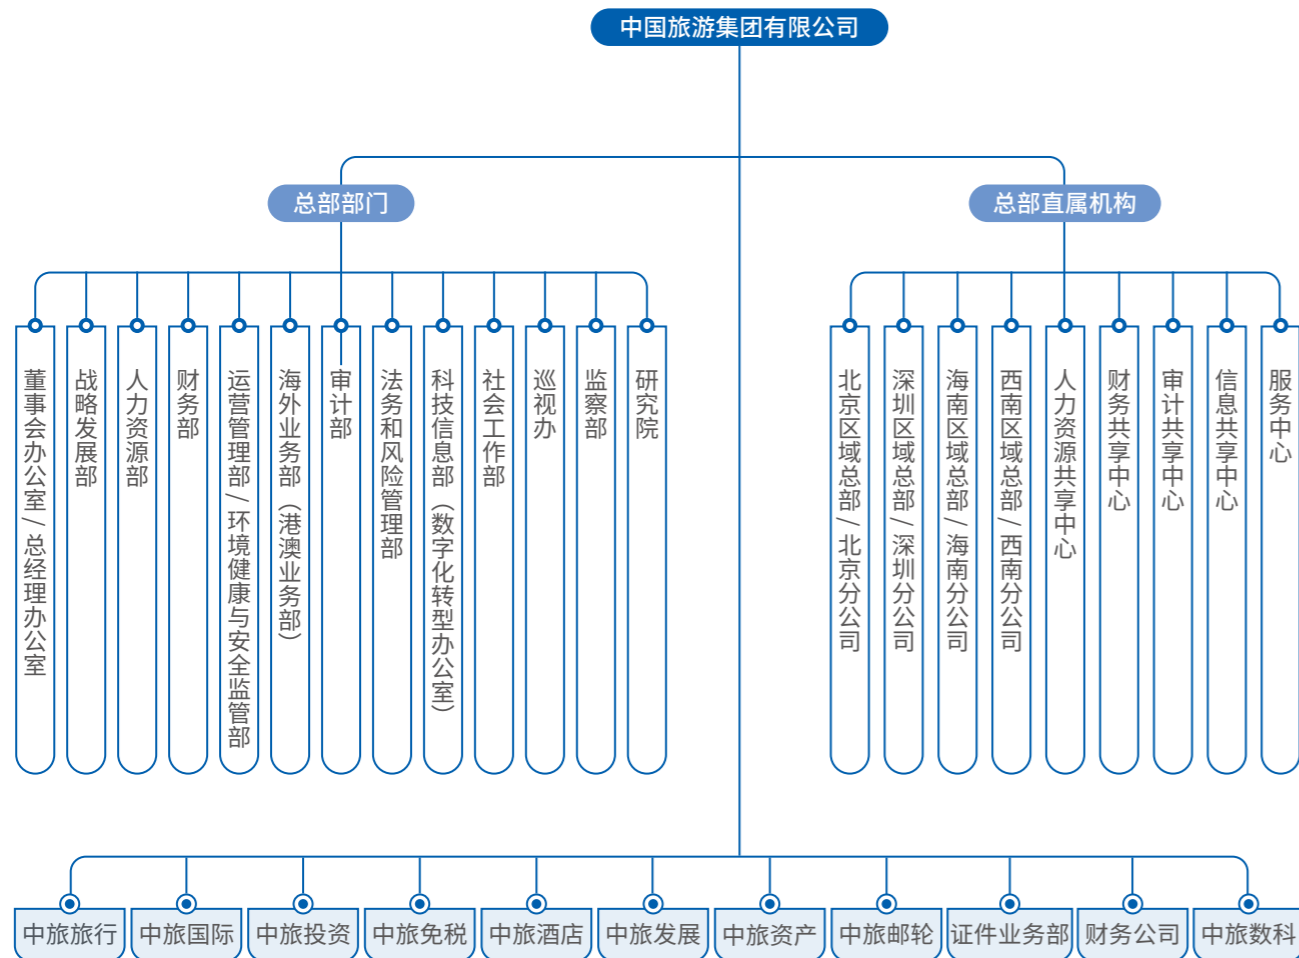 中国旅游集团有限公司
总部部门
总部直属机构
董事会办公室/总经理办公室
战略发展部
人力资源部
财务部
运营管理部/环境健康与安全监管部
海外业务部（港澳业务部）
审计部
法务和风险管理部
科技信息部（数字化转型办公室）
社会工作部
巡视办
监察部
研究院
北京区域总部/北京分公司
深圳区域总部/深圳分公司
海南区域总部/海南分公司
西南区域总部/西南分公司
人力资源共享中心
财务共享中心
审计共享中心
信息共享中心
服务中心
中旅旅行
中旅国际
中旅投资
中旅免税
中旅酒店
中旅发展
中旅资产
中旅邮轮
证件业务部
财务公司
中旅数科